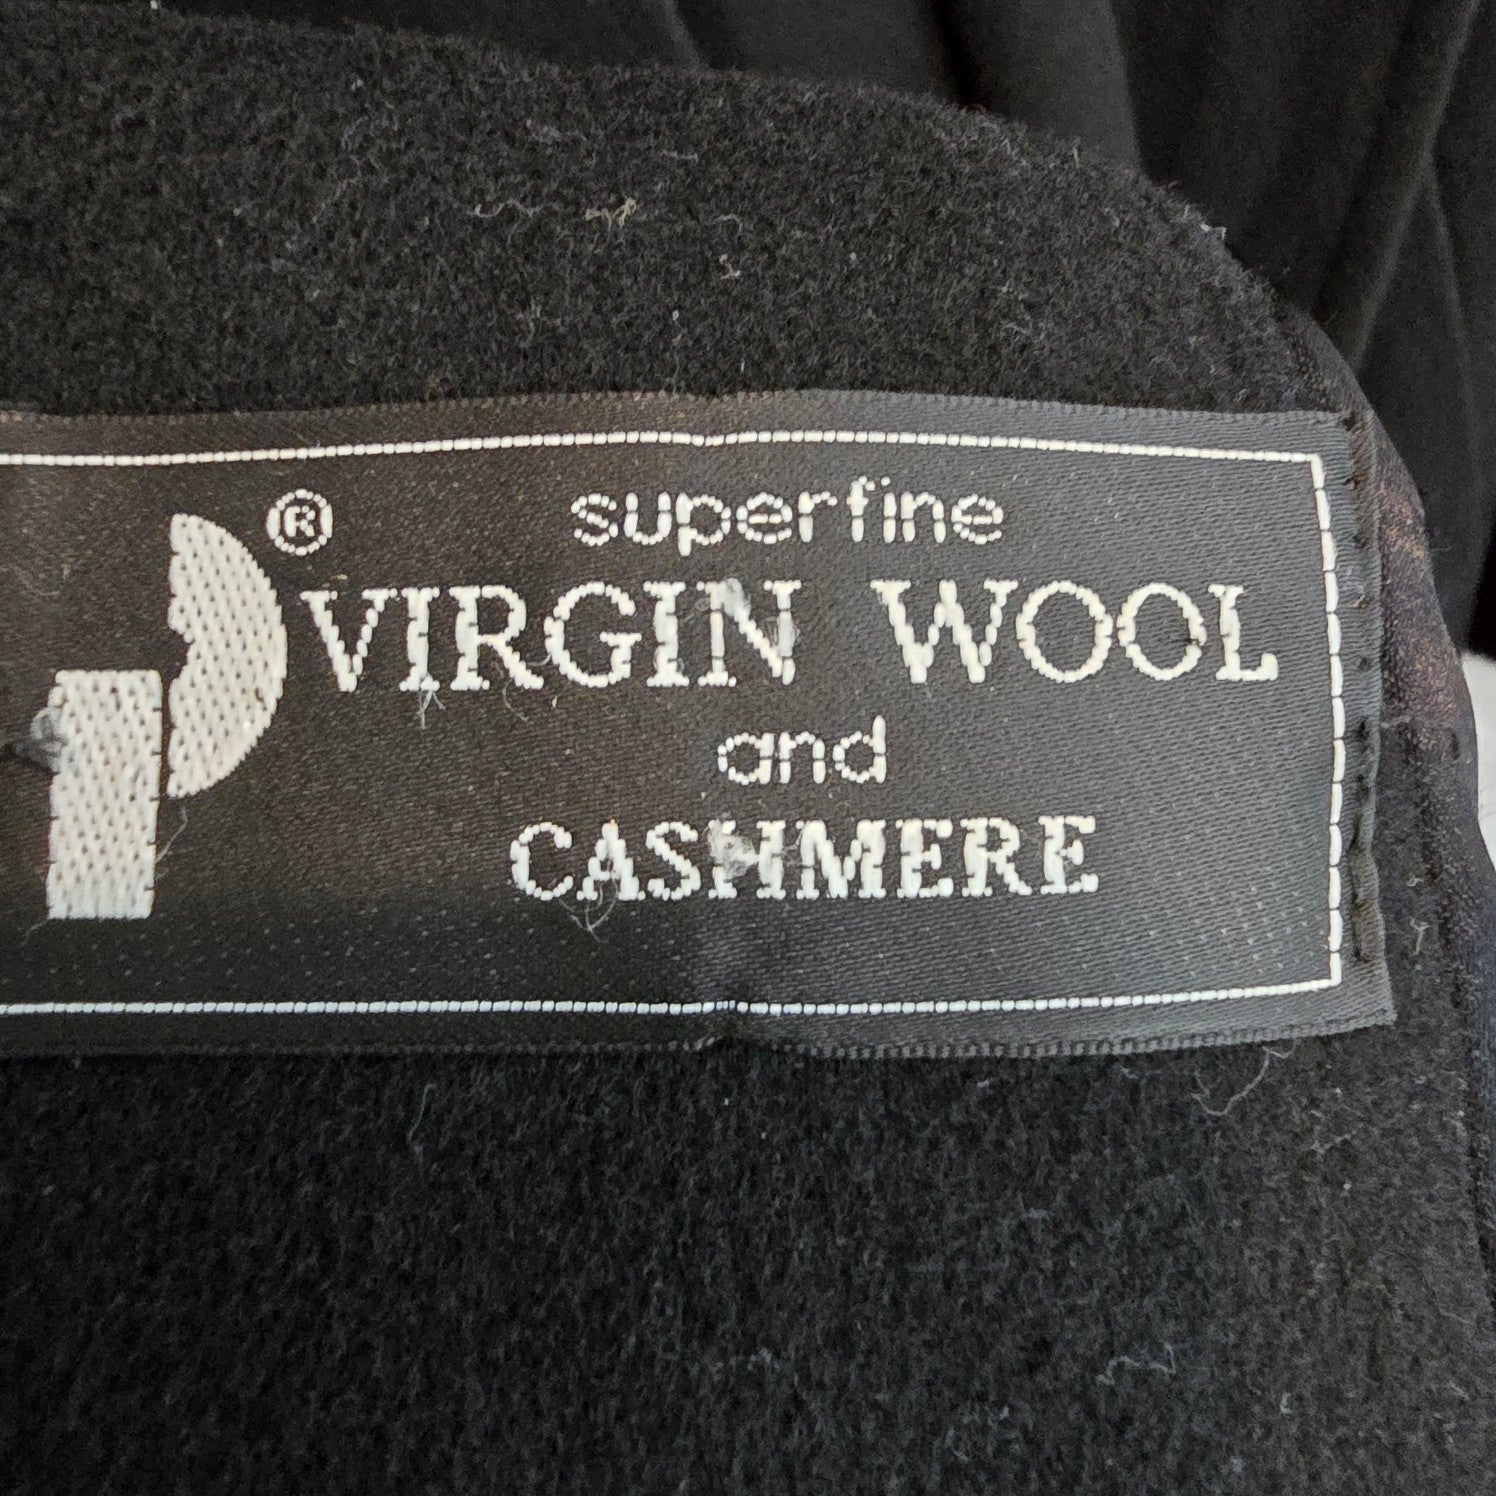 ®
superfine
VIRGIN WOOL
and
CASHMERE